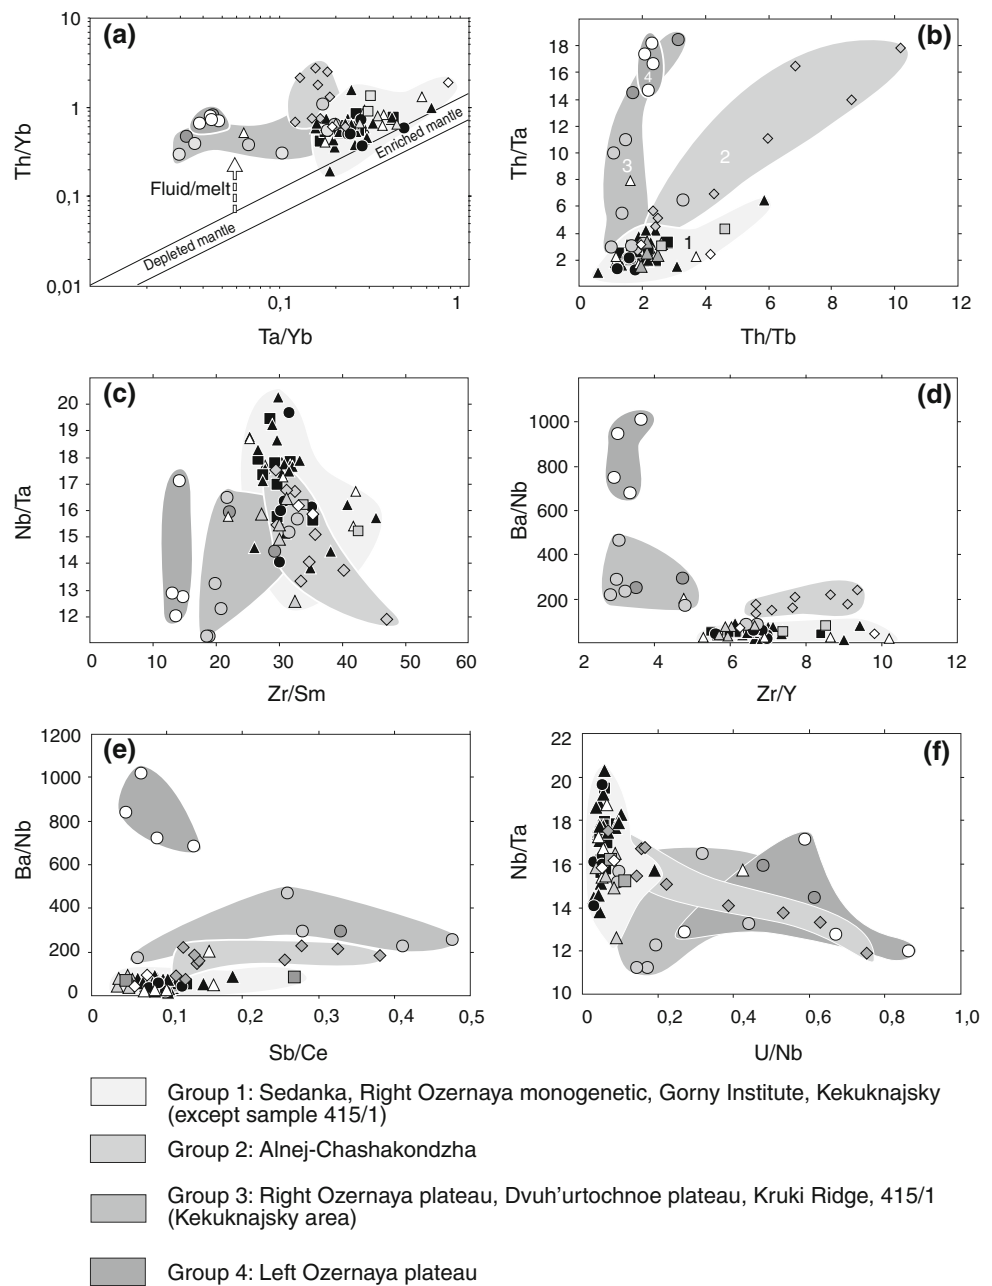 (a)
10
1
0,1
0,01
Th/Yb
Fluid/melt
Depleted mantle
Enriched mantle
0,1
1
Ta/Yb
(b)
18
16
14
12
10
8
6
4
2
Th/Ta
4
3
2
1
0
2
4
6
8
10
12
Th/Tb
(c)
20
19
18
17
16
15
14
13
12
Nb/Ta
0
10
20
30
40
50
60
Zr/Sm
(d)
1000
800
600
400
200
Ba/Nb
2
4
6
8
10
12
Zr/Y
(e)
1200
1000
800
600
400
200
0
Ba/Nb
0
0,1
0,2
0,3
0,4
0,5
Sb/Ce
(f)
22
20
18
16
14
12
10
Nb/Ta
0
0,2
0,4
0,6
0,8
1,0
U/Nb
Group 1: Sedanka, Right Ozernaya monogenetic, Gorny Institute, Kekuknajsky
(except sample 415/1)
Group 2: Alnej-Chashakondzha
Group 3: Right Ozernaya plateau, Dvuh'urtochnoe plateau, Kruki Ridge, 415/1
(Kekuknajsky area)
Group 4: Left Ozernaya plateau